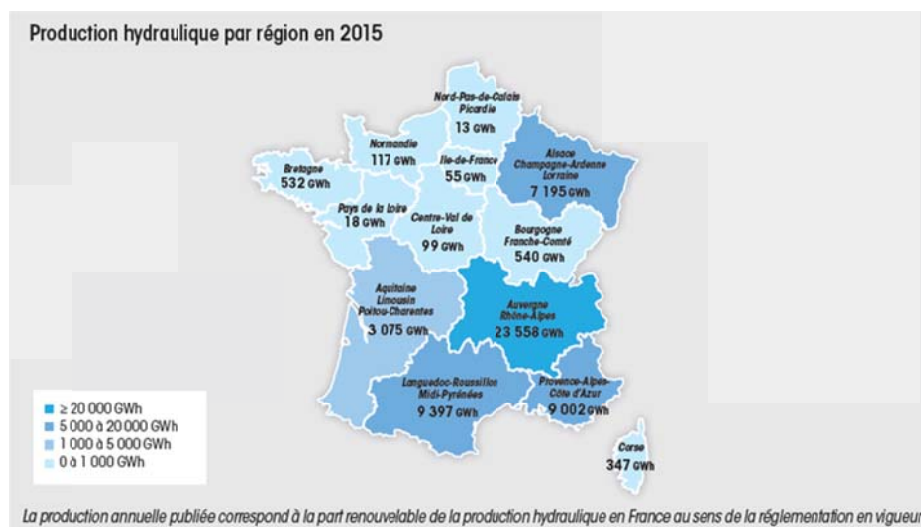 Production hydraulique par région en 2015
Nord-Pas-de-Calais
Picardie
13 GWh
Normandie
117 GWh
Ile-de-France
55 GWh
Alsace
Champagne-Ardenne
Lorraine
7 195 GWh
Bretagne
532 GWh
Pays de la Loire
18 GWh
Centre-Val de
Loire
99 GWh
Bourgogne
Franche-Comté
540 GWh
Aquitaine
Limousin
Poitou-Charentes
3 075 GWh
Auvergne
Rhône-Alpes
23 558 GWh
Languedoc-Roussillon
Midi-Pyrénées
9 397 GWh
Provence-Alpes-
Côte d'Azur
9 002 GWh
Corse
347 GWh
≥ 20 000 GWh
5 000 à 20 000 GWh
1 000 à 5 000 GWh
0 à 1 000 GWh
La production annuelle publiée correspond à la part renouvelable de la production hydraulique en France au sens de la réglementation en vigueur